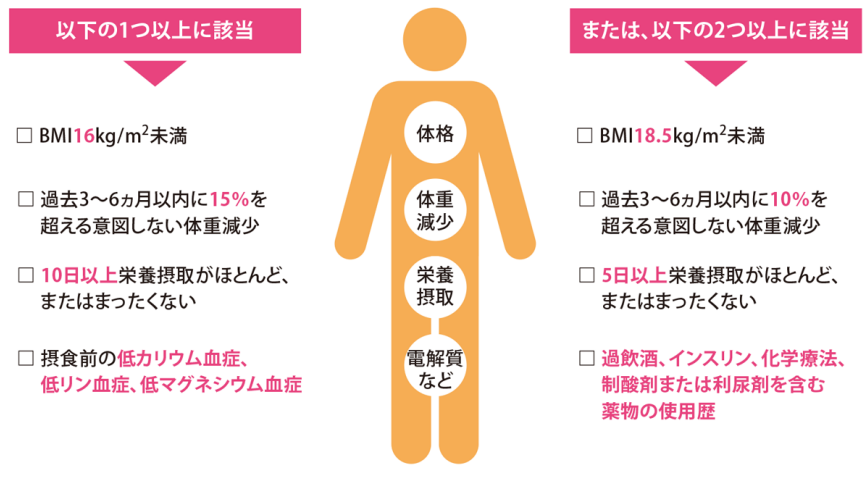 以下の1つ以上に該当
□ BMI16kg/m²未満
□ 過去3〜6ヵ月以内に15%を
超える意図しない体重減少
□ 10日以上栄養摂取がほとんど、
またはまったくない
□ 摂食前の低カリウム血症、
低リン血症、低マグネシウム血症
体格
体重
減少
栄養
摂取
電解質
など
または、以下の2つ以上に該当
□ BMI18.5kg/m²未満
□ 過去3〜6ヵ月以内に10%を
超える意図しない体重減少
□ 5日以上栄養摂取がほとんど、
またはまったくない
□ 過飲酒、インスリン、化学療法、
制酸剤または利尿剤を含む
薬物の使用歴